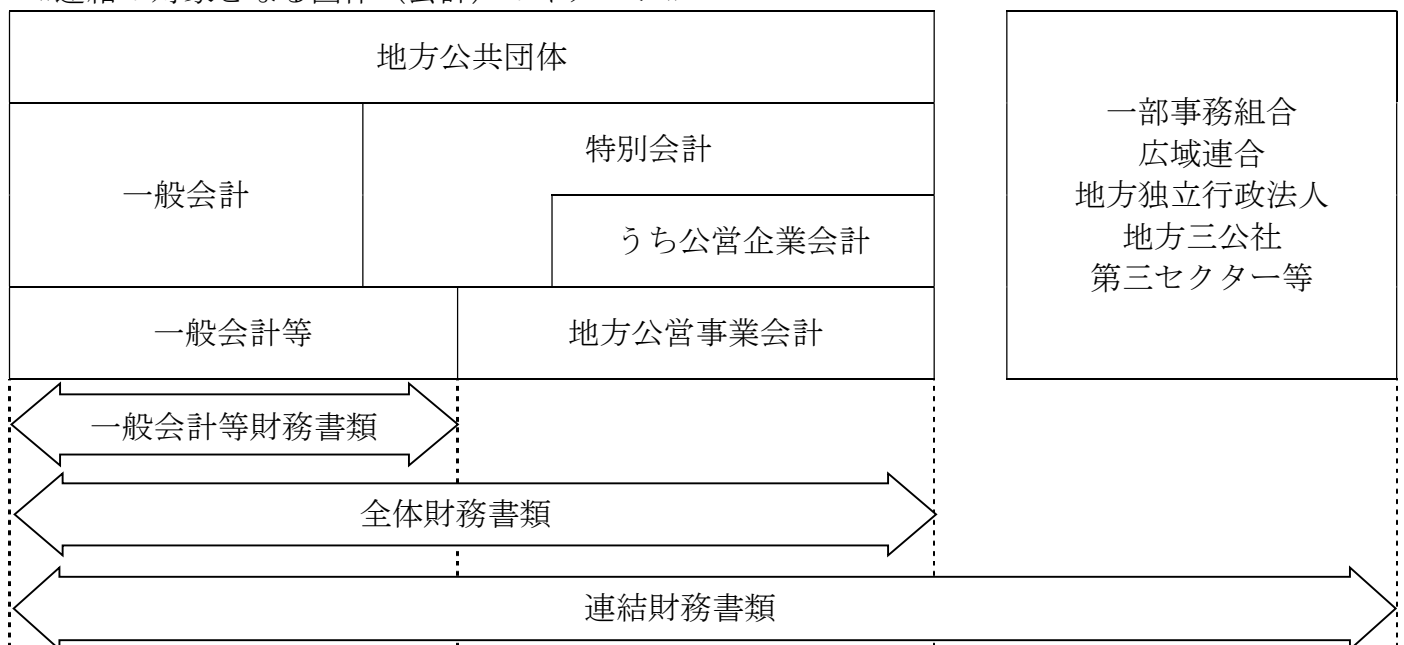 地方公共団体
一般会計
特別会計
うち公営企業会計
一般会計等
地方公営事業会計
一部事務組合
広域連合
地方独立行政法人
地方三公社
第三セクター等
一般会計等財務書類
全体財務書類
連結財務書類